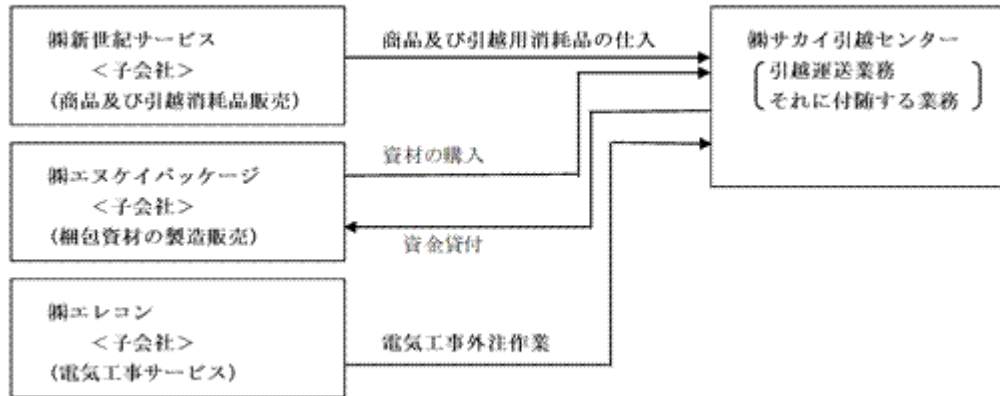 ㈱新世紀サービス
＜子会社＞
(商品及び引越消耗品販売)
商品及び引越用消耗品の仕入
㈱サカイ引越センター
引越運送業務
それに付随する業務
㈱エヌケイパッケージ
＜子会社＞
(梱包資材の製造販売)
資材の購入
資金貸付
㈱エレコン
＜子会社＞
(電気工事サービス)
電気工事外注作業